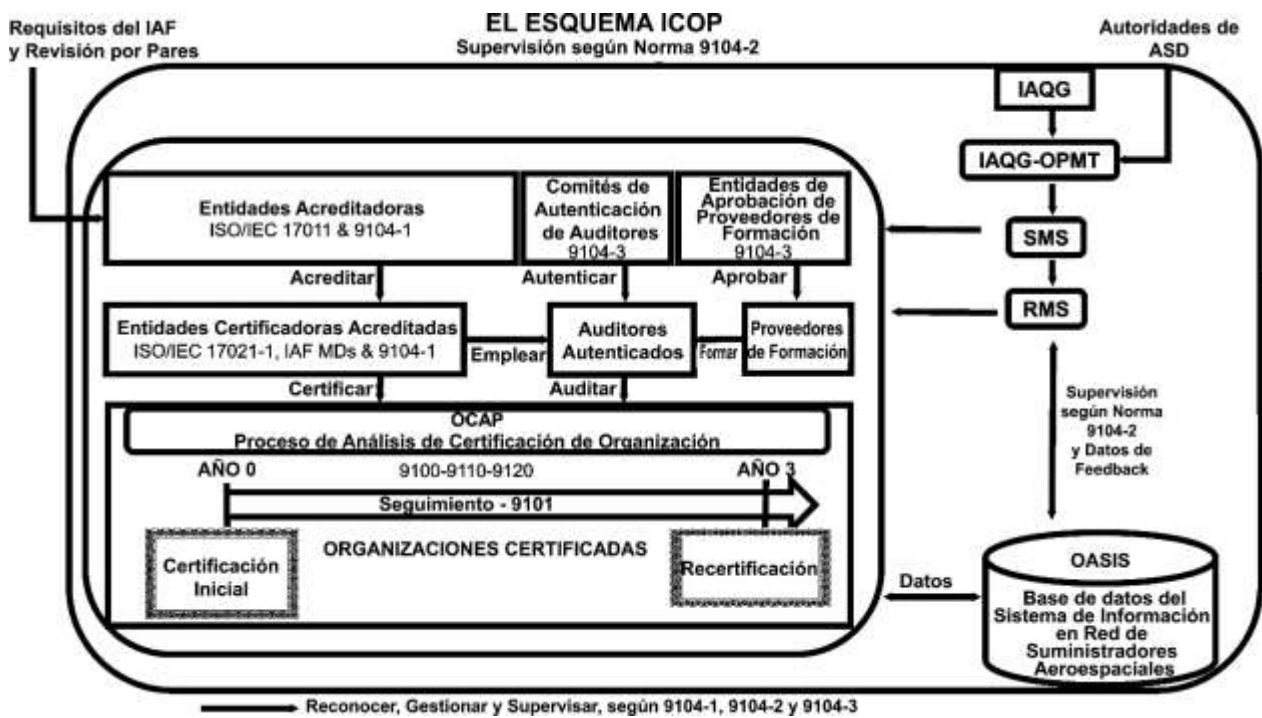 EL ESQUEMA ICOP
Supervisión según Norma 9104-2
Requisitos del IAF
y Revisión por Pares
Autoridades de
ASD
IAQG
IAQG-OPMT
SMS
RMS
Entidades Acreditadoras
ISO/IEC 17011 & 9104-1
Comités de
Autenticación
de Auditores
9104-3
Entidades de
Aprobación de
Proveedores de
Formación
9104-3
Acreditar
Autenticar
Aprobar
Entidades Certificadoras Acreditadas
ISO/IEC 17021-1, IAF MDs & 9104-1
Emplear
Auditores
Autenticados
Formar
Proveedores
de Formación
Certificar
Auditar
OCAP
Proceso de Análisis de Certificación de Organización
AÑO 0
9100-9110-9120
AÑO 3
Seguimiento - 9101
Certificación
Inicial
ORGANIZACIONES CERTIFICADAS
Recertificación
Supervisión
según Norma
9104-2
y Datos de
Feedback
Datos
OASIS
Base de datos del
Sistema de Información
en Red de
Suministradores
Aeroespaciales
Reconocer, Gestionar y Supervisar, según 9104-1, 9104-2 y 9104-3